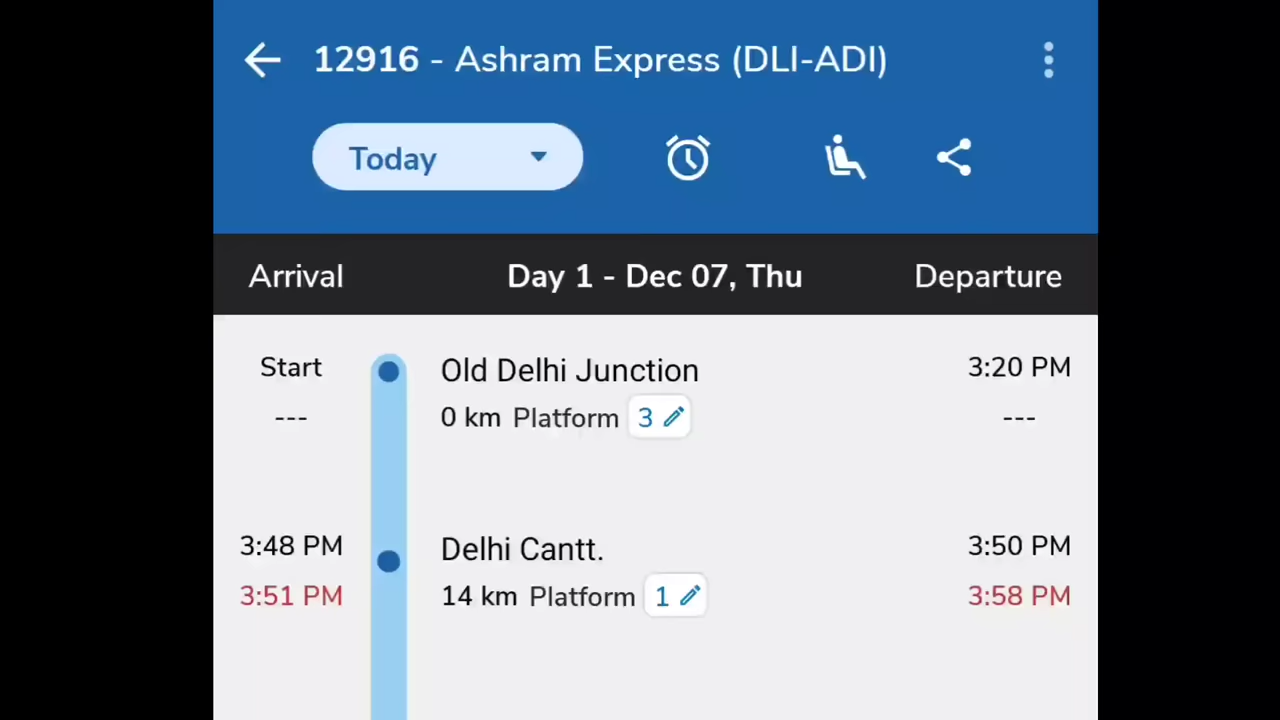 12916 - Ashram Express (DLI-ADI)
Today
Arrival Day 1 - Dec 07, Thu Departure
Start Old Delhi Junction 3:20 PM
--- 0 km Platform 3 ---
3:48 PM Delhi Cantt. 3:50 PM
3:51 PM 14 km Platform 1 3:58 PM